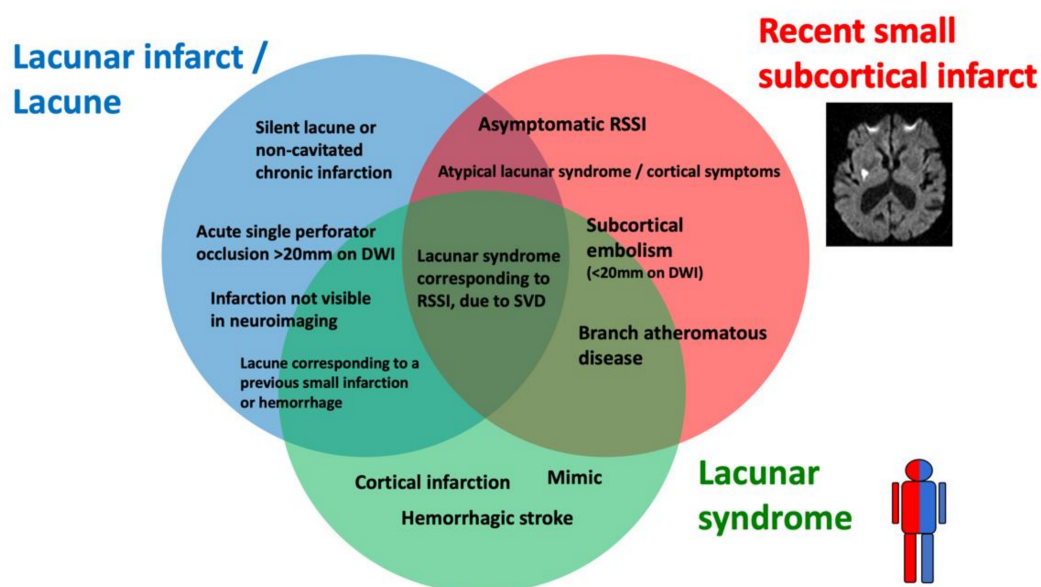 Lacunar infarct /
Lacune
Recent small
subcortical infarct
Silent lacune or
non-cavitated
chronic infarction
Asymptomatic RSSI
Atypical lacunar syndrome / cortical symptoms
Acute single perforator
occlusion >20mm on DWI
Lacunar syndrome
corresponding to
RSSI, due to SVD
Subcortical
embolism
(<20mm on DWI)
Infarction not visible
in neuroimaging
Branch atheromatous
disease
Lacune corresponding to a
previous small infarction
or hemorrhage
Cortical infarction
Mimic
Hemorrhagic stroke
Lacunar
syndrome